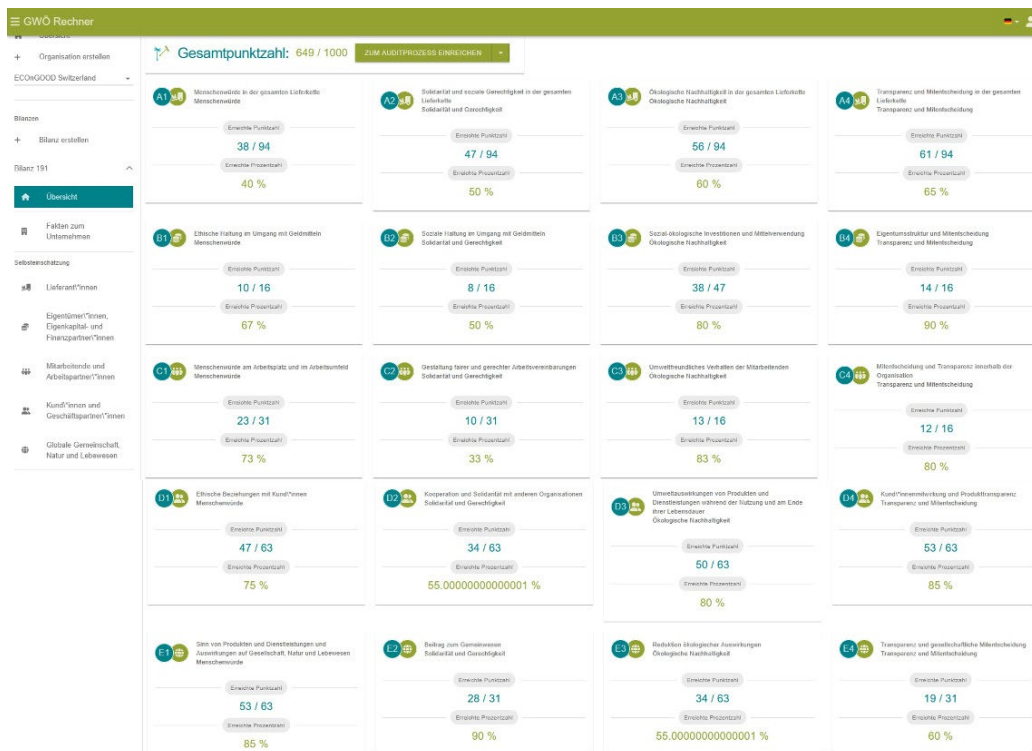 GWÖ Rechner
Übersicht
+ Organisation erstellen
ECOnGOOD Switzerland
Bilanzen
+ Bilanz erstellen
Bilanz 191
Übersicht
Fakten zum
Unternehmen
Selbsteinschätzung
Lieferant\*innen
Eigentümer\*innen,
Eigenkapital- und
Finanzpartner\*innen
Mitarbeitende und
Arbeitspartner\*innen
Kund\*innen und
Geschäftspartner\*innen
Globale Gemeinschaft,
Natur und Lebewesen
Gesamtpunktzahl: 649 / 1000 ZUM AUDITPROZESS EINREICHEN
A1 Menschenwürde in der gesamten Lieferkette
Menschenwürde
Erreichte Punktzahl
38 / 94
Erreichte Prozentzahl
40 %
A2 Solidarität und soziale Gerechtigkeit in der gesamten
Lieferkette
Solidarität und Gerechtigkeit
Erreichte Punktzahl
47 / 94
Erreichte Prozentzahl
50 %
A3 Ökologische Nachhaltigkeit in der gesamten Lieferkette
Ökologische Nachhaltigkeit
Erreichte Punktzahl
56 / 94
Erreichte Prozentzahl
60 %
A4 Transparenz und Mitentscheidung in der gesamten
Lieferkette
Transparenz und Mitentscheidung
Erreichte Punktzahl
61 / 94
Erreichte Prozentzahl
65 %
B1 Ethische Haltung im Umgang mit Geldmitteln
Menschenwürde
Erreichte Punktzahl
10 / 16
Erreichte Prozentzahl
67 %
B2 Soziale Haltung im Umgang mit Geldmitteln
Solidarität und Gerechtigkeit
Erreichte Punktzahl
8 / 16
Erreichte Prozentzahl
50 %
B3 Sozial-ökologische Investitionen und Mittelverwendung
Ökologische Nachhaltigkeit
Erreichte Punktzahl
38 / 47
Erreichte Prozentzahl
80 %
B4 Eigentumsstruktur und Mitentscheidung
Transparenz und Mitentscheidung
Erreichte Punktzahl
14 / 16
Erreichte Prozentzahl
90 %
C1 Menschenwürde am Arbeitsplatz und im Arbeitsumfeld
Menschenwürde
Erreichte Punktzahl
23 / 31
Erreichte Prozentzahl
73 %
C2 Gestaltung fairer und gerechter Arbeitsvereinbarungen
Solidarität und Gerechtigkeit
Erreichte Punktzahl
10 / 31
Erreichte Prozentzahl
33 %
C3 Umweltfreundliches Verhalten der Mitarbeitenden
Ökologische Nachhaltigkeit
Erreichte Punktzahl
13 / 16
Erreichte Prozentzahl
83 %
C4 Mitentscheidung und Transparenz innerhalb der
Organisation
Transparenz und Mitentscheidung
Erreichte Punktzahl
12 / 16
Erreichte Prozentzahl
80 %
D1 Ethische Beziehungen mit Kund\*innen
Menschenwürde
Erreichte Punktzahl
47 / 63
Erreichte Prozentzahl
75 %
D2 Kooperation und Solidarität mit anderen Organisationen
Solidarität und Gerechtigkeit
Erreichte Punktzahl
34 / 63
Erreichte Prozentzahl
55.00000000000001 %
D3 Umweltauswirkungen von Produkten und
Dienstleistungen während der Nutzung und am Ende
ihrer Lebensdauer
Ökologische Nachhaltigkeit
Erreichte Punktzahl
50 / 63
Erreichte Prozentzahl
80 %
D4 Kund\*innenmitwirkung und Produkttransparenz
Transparenz und Mitentscheidung
Erreichte Punktzahl
53 / 63
Erreichte Prozentzahl
85 %
E1 Sinn von Produkten und Dienstleistungen und
Auswirkungen auf Gesellschaft, Natur und Lebewesen
Menschenwürde
Erreichte Punktzahl
53 / 63
Erreichte Prozentzahl
85 %
E2 Beitrag zum Gemeinwesen
Solidarität und Gerechtigkeit
Erreichte Punktzahl
28 / 31
Erreichte Prozentzahl
90 %
E3 Reduktion ökologischer Auswirkungen
Ökologische Nachhaltigkeit
Erreichte Punktzahl
34 / 63
Erreichte Prozentzahl
55.00000000000001 %
E4 Transparenz und gesellschaftliche Mitentscheidung
Transparenz und Mitentscheidung
Erreichte Punktzahl
19 / 31
Erreichte Prozentzahl
60 %